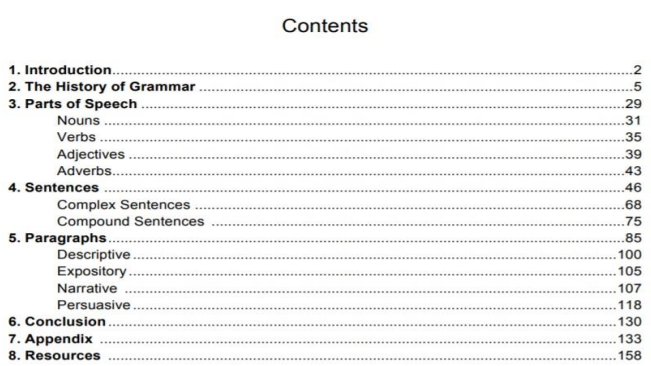 Contents
1. Introduction........................................................................2
2. The History of Grammar ........................................................................5
3. Parts of Speech ........................................................................29
Nouns ........................................................................31
Verbs ........................................................................35
Adjectives ........................................................................39
Adverbs........................................................................43
4. Sentences ........................................................................46
Complex Sentences ........................................................................68
Compound Sentences ........................................................................75
5. Paragraphs........................................................................85
Descriptive ........................................................................100
Expository........................................................................105
Narrative ........................................................................107
Persuasive........................................................................118
6. Conclusion........................................................................130
7. Appendix ........................................................................133
8. Resources ........................................................................158